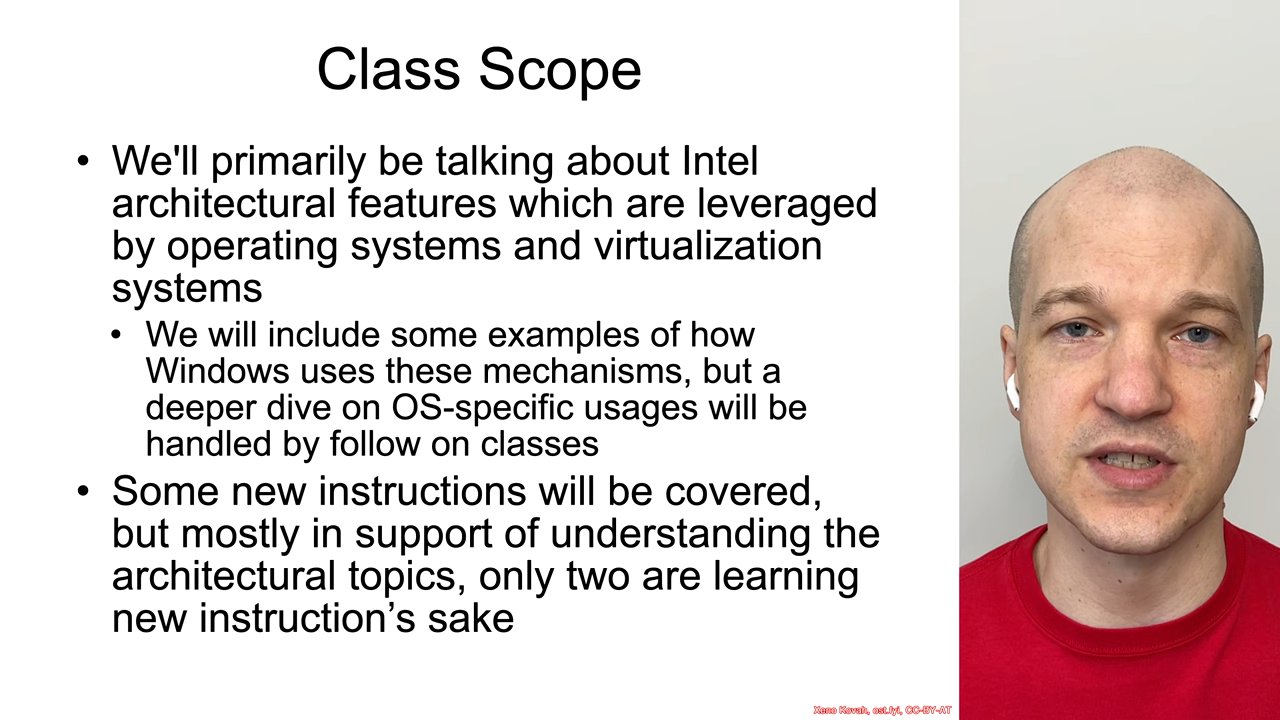 Class Scope
• We'll primarily be talking about Intel
architectural features which are leveraged
by operating systems and virtualization
systems
• We will include some examples of how
Windows uses these mechanisms, but a
deeper dive on OS-specific usages will be
handled by follow on classes
• Some new instructions will be covered,
but mostly in support of understanding the
architectural topics, only two are learning
new instruction’s sake
Xeno Kovah, ost.fyi, CC-BY-AT